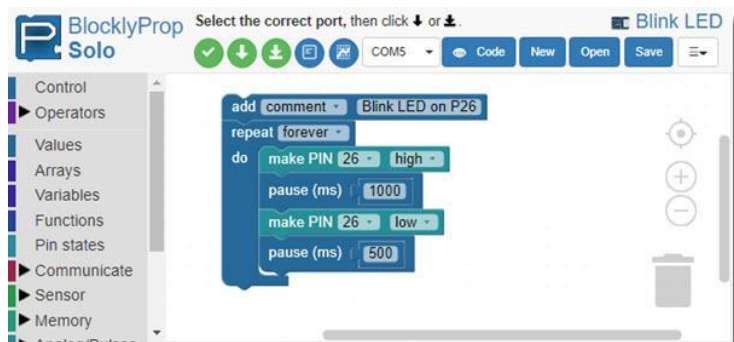 BlocklyProp
Solo
Select the correct port, then click or .
Blink LED
COM5
Code
New
Open
Save
Control
Operators
Values
Arrays
Variables
Functions
Pin states
Communicate
Sensor
Memory
Analog/Pulses
add comment Blink LED on P26
repeat forever
do make PIN 26 high
pause (ms) 1000
make PIN 26 low
pause (ms) 500